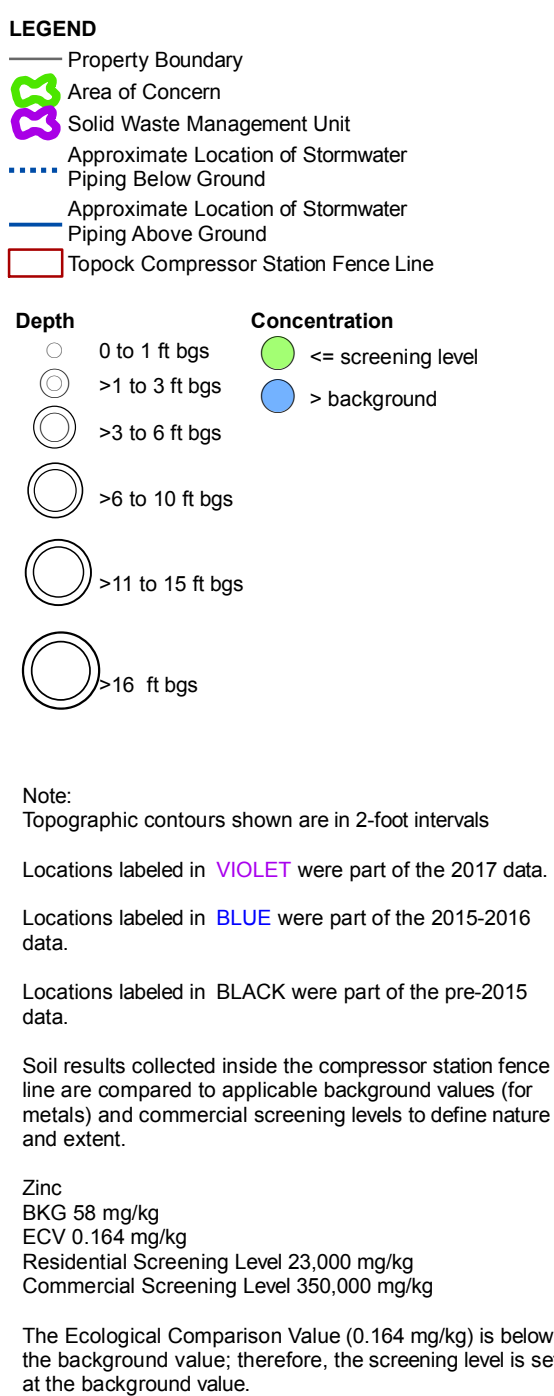 LEGEND
Property Boundary
Area of Concern
Solid Waste Management Unit
Approximate Location of Stormwater
Piping Below Ground
Approximate Location of Stormwater
Piping Above Ground
Topock Compressor Station Fence Line
Depth
0 to 1 ft bgs
>1 to 3 ft bgs
>3 to 6 ft bgs
>6 to 10 ft bgs
>11 to 15 ft bgs
>16 ft bgs
Concentration
<= screening level
> background
Note:
Topographic contours shown are in 2-foot intervals
Locations labeled in VIOLET were part of the 2017 data.
Locations labeled in BLUE were part of the 2015-2016
data.
Locations labeled in BLACK were part of the pre-2015
data.
Soil results collected inside the compressor station fence
line are compared to applicable background values (for
metals) and commercial screening levels to define nature
and extent.
Zinc
BKG 58 mg/kg
ECV 0.164 mg/kg
Residential Screening Level 23,000 mg/kg
Commercial Screening Level 350,000 mg/kg
The Ecological Comparison Value (0.164 mg/kg) is below
the background value; therefore, the screening level is se
at the background value.